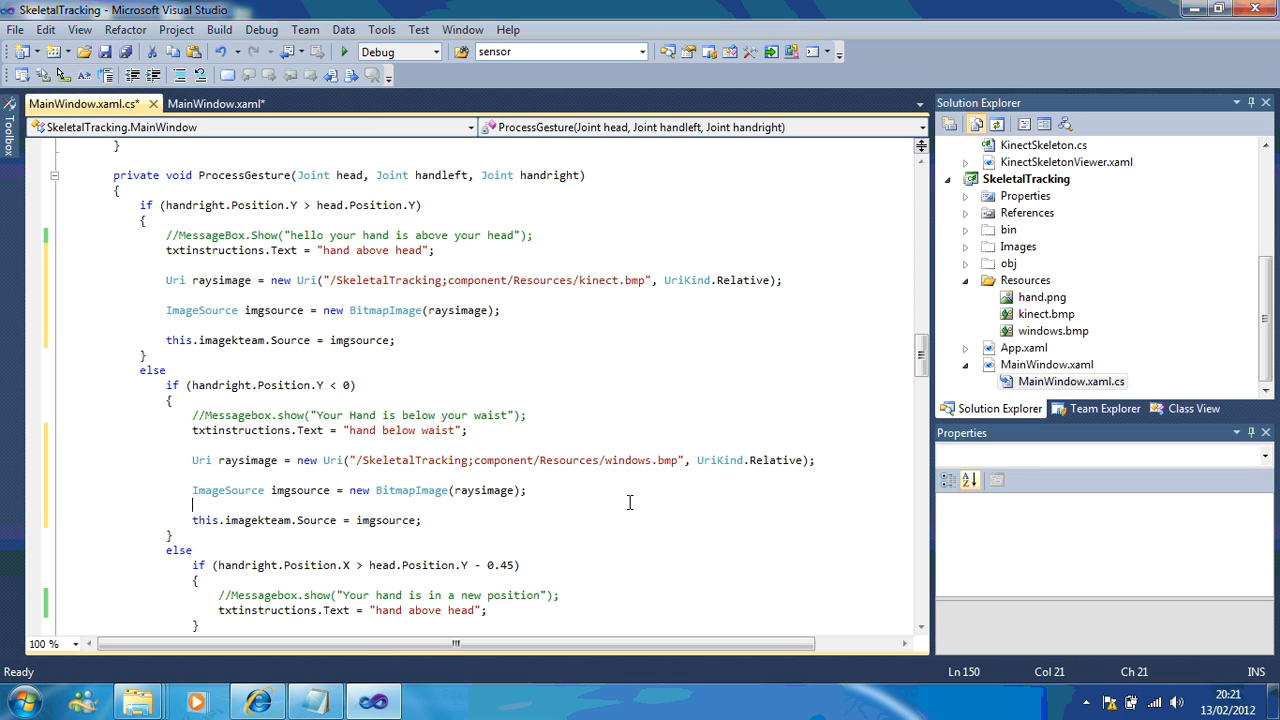 SkeletalTracking - Microsoft Visual Studio
File Edit View Refactor Project Build Debug Team Data Tools Test Window Help
Debug sensor
MainWindow.xaml.cs* MainWindow.xaml*
SkeletalTracking.MainWindow ProcessGesture(Joint head, Joint handleft, Joint handright)
Toolbox
}
private void ProcessGesture(Joint head, Joint handleft, Joint handright)
{
if (handright.Position.Y > head.Position.Y)
{
//MessageBox.Show("hello your hand is above your head");
txtinstructions.Text = "hand above head";
Uri raysimage = new Uri("/SkeletalTracking;component/Resources/kinect.bmp", UriKind.Relative);
ImageSource imgsource = new BitmapImage(raysimage);
this.imagekteam.Source = imgsource;
}
else
if (handright.Position.Y < 0)
{
//Messagebox.show("Your Hand is below your waist");
txtinstructions.Text = "hand below waist";
Uri raysimage = new Uri("/SkeletalTracking;component/Resources/windows.bmp", UriKind.Relative);
ImageSource imgsource = new BitmapImage(raysimage);
this.imagekteam.Source = imgsource;
}
else
if (handright.Position.X > head.Position.Y - 0.45)
{
//Messagebox.show("Your hand is in a new position");
txtinstructions.Text = "hand above head";
}
100 %
Solution Explorer
KinectSkeleton.cs
KinectSkeletonViewer.xaml
SkeletalTracking
Properties
References
bin
Images
obj
Resources
hand.png
kinect.bmp
windows.bmp
App.xaml
MainWindow.xaml
MainWindow.xaml.cs
Solution Explorer Team Explorer Class View
Properties
Ready Ln 150 Col 21 Ch 21 INS
20:21
13/02/2012